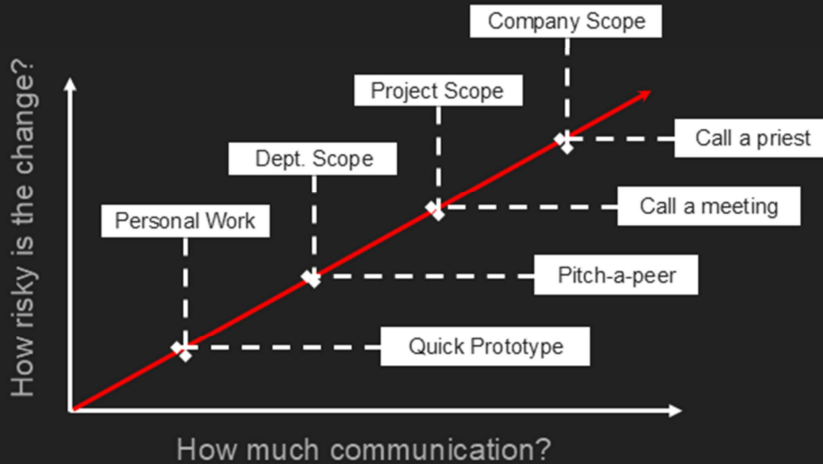 Company Scope
Project Scope
Call a priest
Dept. Scope
Call a meeting
Personal Work
Pitch-a-peer
Quick Prototype
How risky is the change?
How much communication?